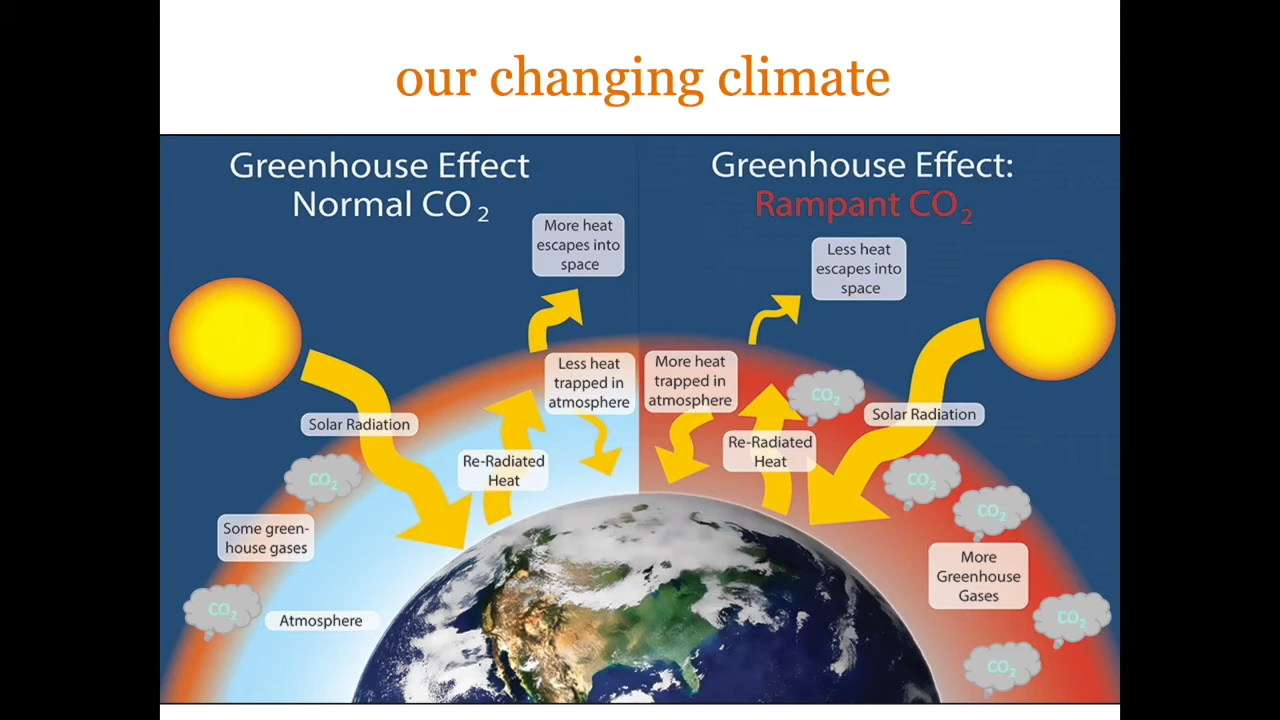 our changing climate
Greenhouse Effect
Normal CO₂
More heat
escapes into
space
Less heat
trapped in
atmosphere
Solar Radiation
Re-Radiated
Heat
CO₂
Some green-
house gases
CO₂
Atmosphere
Greenhouse Effect:
Rampant CO₂
Less heat
escapes into
space
More heat
trapped in
atmosphere
CO₂
Solar Radiation
Re-Radiated
Heat
CO₂
CO₂
More
Greenhouse
Gases
CO₂
CO₂